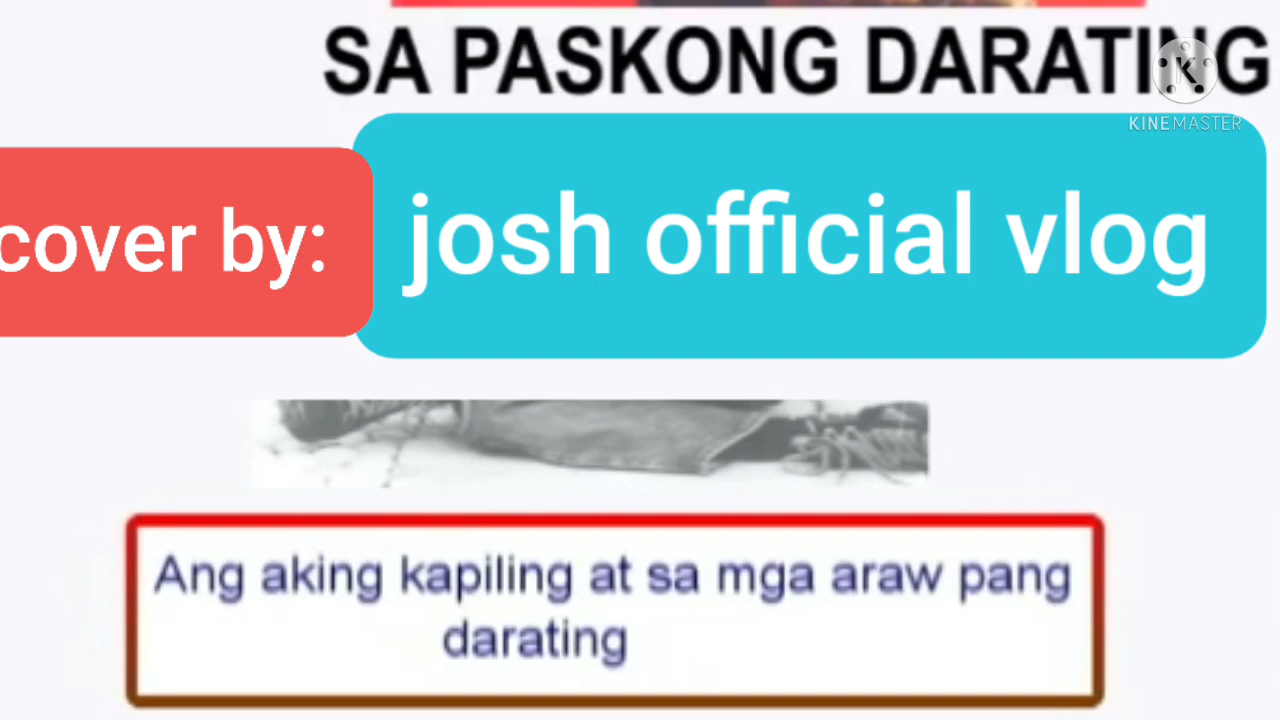 SA PASKONG DARATING
KINEMASTER
cover by:
josh official vlog
Ang aking kapiling at sa mga araw pang
darating